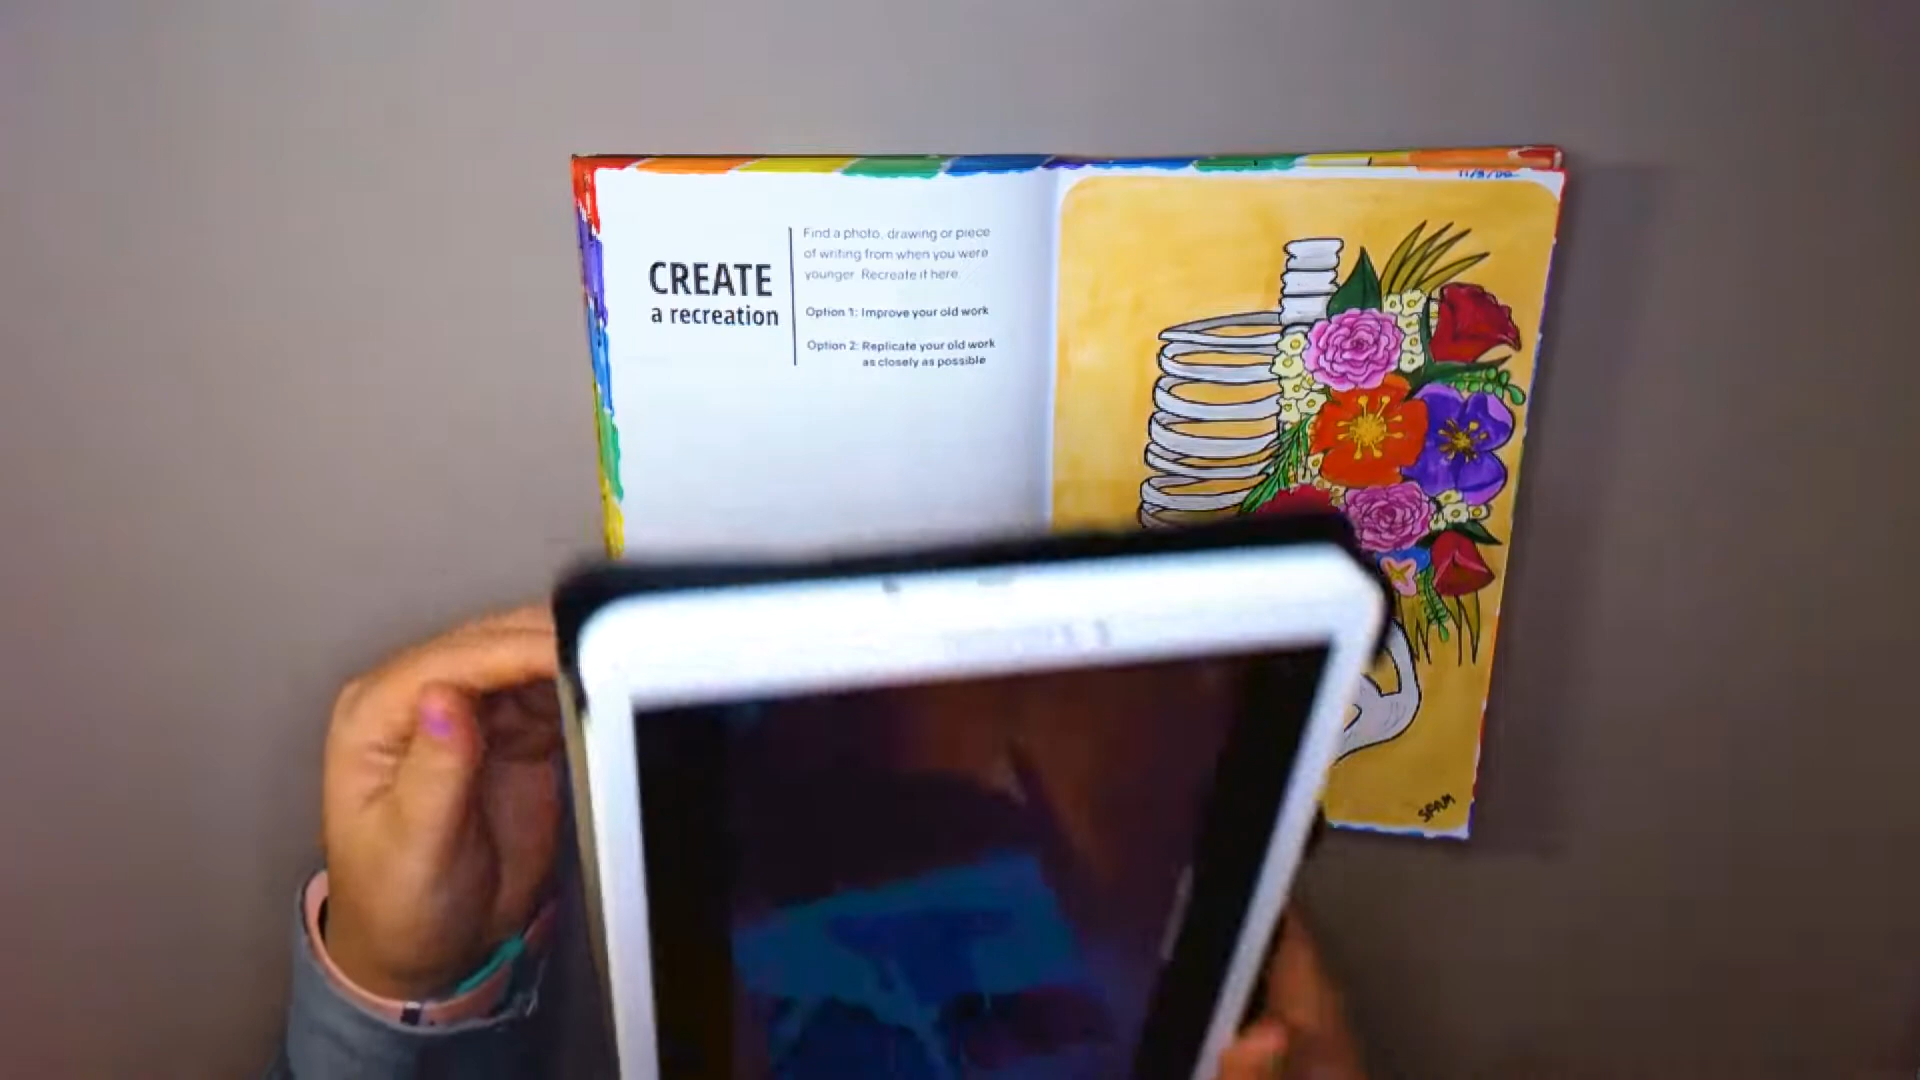 CREATE
a recreation
Find a photo, drawing or piece
of writing from when you were
younger. Recreate it here.
Option 1: Improve your old work
Option 2: Replicate your old work
as closely as possible
SPAM